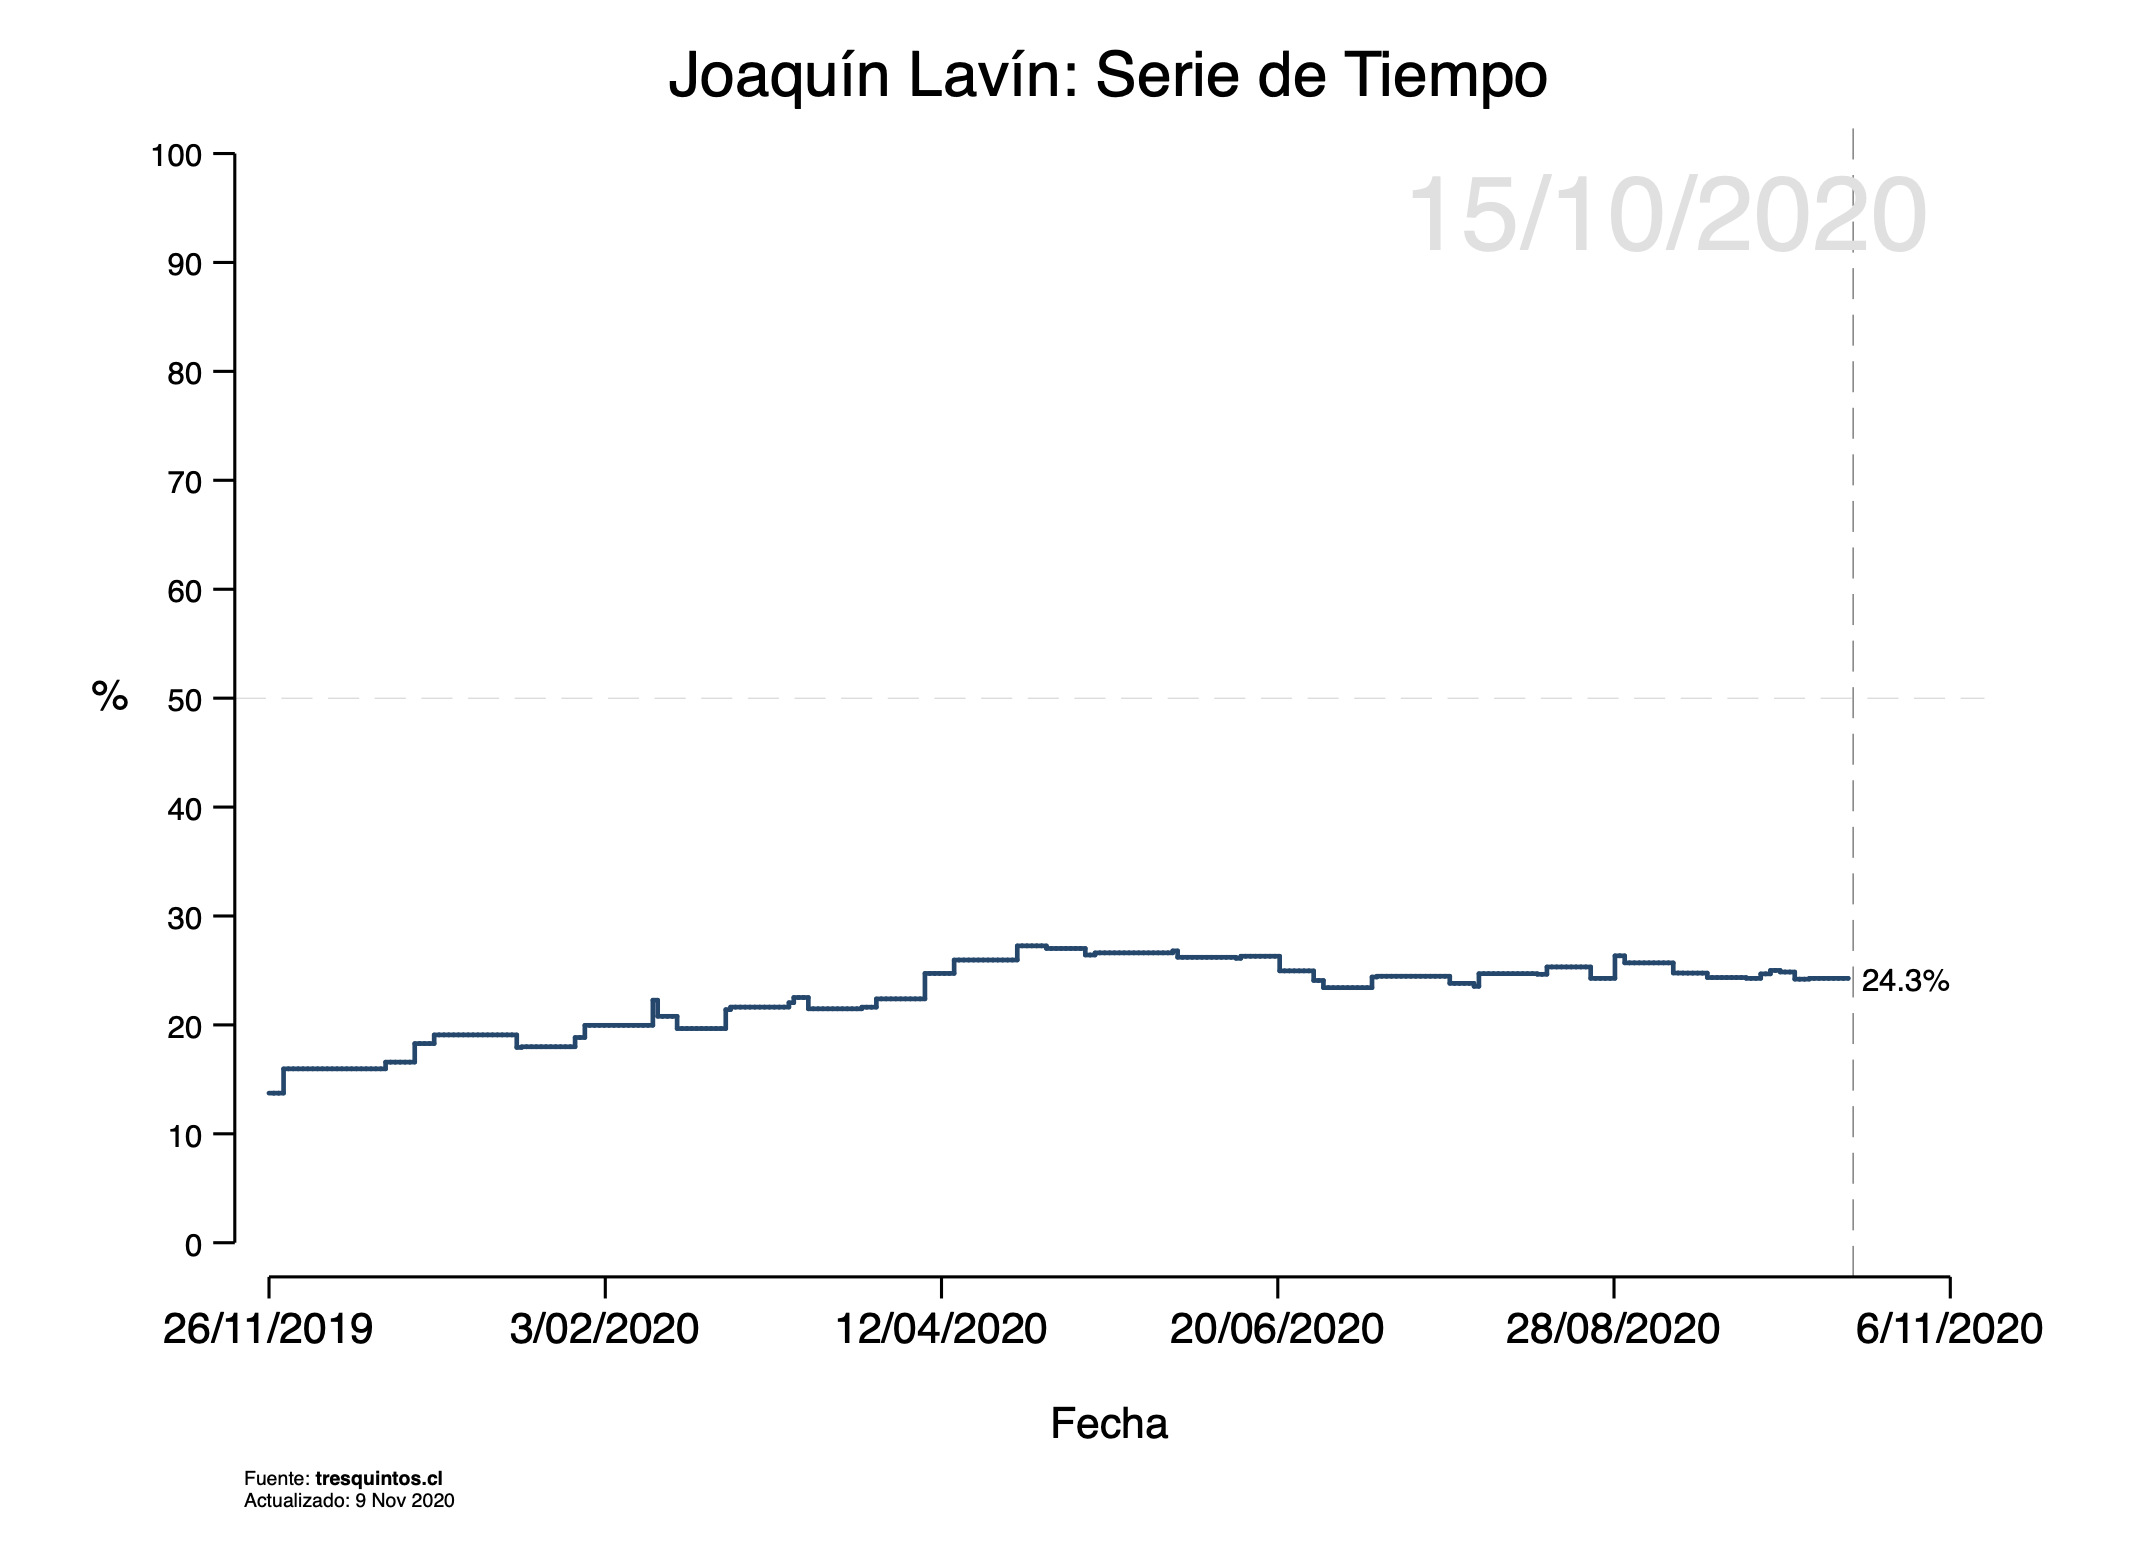 Joaquín Lavín: Serie de Tiempo
15/10/2020
100
90
80
70
60
50
40
30
20
10
0
%
24.3%
26/11/2019 3/02/2020 12/04/2020 20/06/2020 28/08/2020 6/11/2020
Fecha
Fuente: tresquintos.cl
Actualizado: 9 Nov 2020